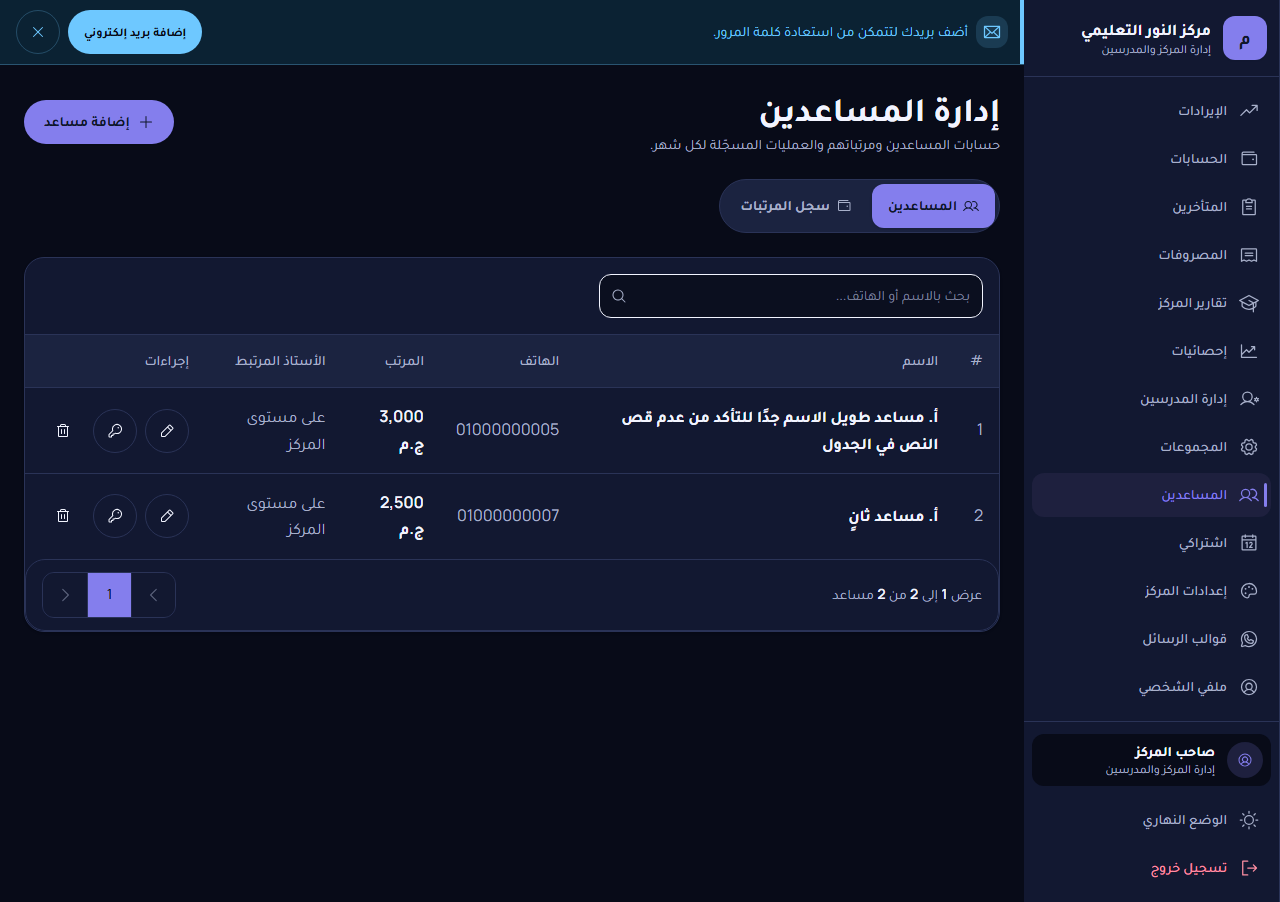 م
مركز النور التعليمي
إدارة المركز والمدرسين
الإيرادات
الحسابات
المتأخرين
المصروفات
تقارير المركز
إحصائيات
إدارة المدرسين
المجموعات
المساعدين
اشتراكي
إعدادات المركز
قوالب الرسائل
ملفي الشخصي
صاحب المركز
إدارة المركز والمدرسين
الوضع النهاري
تسجيل خروج
أضف بريدك لتتمكن من استعادة كلمة المرور.
إضافة بريد إلكتروني
إدارة المساعدين
حسابات المساعدين ومرتباتهم والعمليات المسجّلة لكل شهر.
إضافة مساعد
المساعدين
سجل المرتبات
بحث بالاسم أو الهاتف...
# الاسم الهاتف المرتب الأستاذ المرتبط إجراءات
1 أ. مساعد طويل الاسم جدًا للتأكد من عدم قص النص في الجدول 01000000005 3,000 ج.م على مستوى المركز
2 أ. مساعد ثانٍ 01000000007 2,500 ج.م على مستوى المركز
عرض 1 إلى 2 من 2 مساعد
1